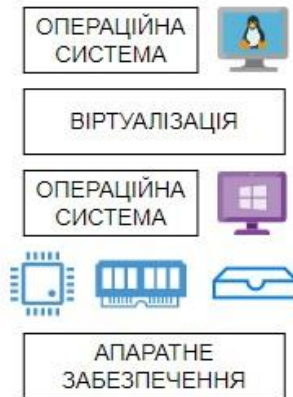 ОПЕРАЦІЙНА
СИСТЕМА
ВІРТУАЛІЗАЦІЯ
ОПЕРАЦІЙНА
СИСТЕМА
АПАРАТНЕ
ЗАБЕЗПЕЧЕННЯ